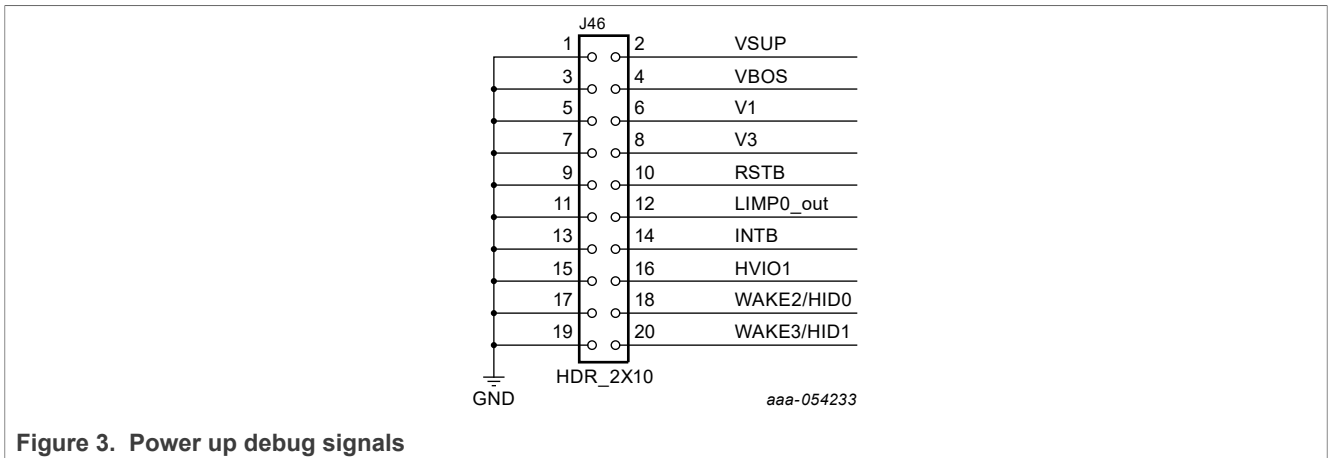 J46
1 2 VSUP
3 4 VBOS
5 6 V1
7 8 V3
9 10 RSTB
11 12 LIMP0_out
13 14 INTB
15 16 HVIO1
17 18 WAKE2/HID0
19 20 WAKE3/HID1
HDR_2X10
GND aaa-054233
Figure 3. Power up debug signals